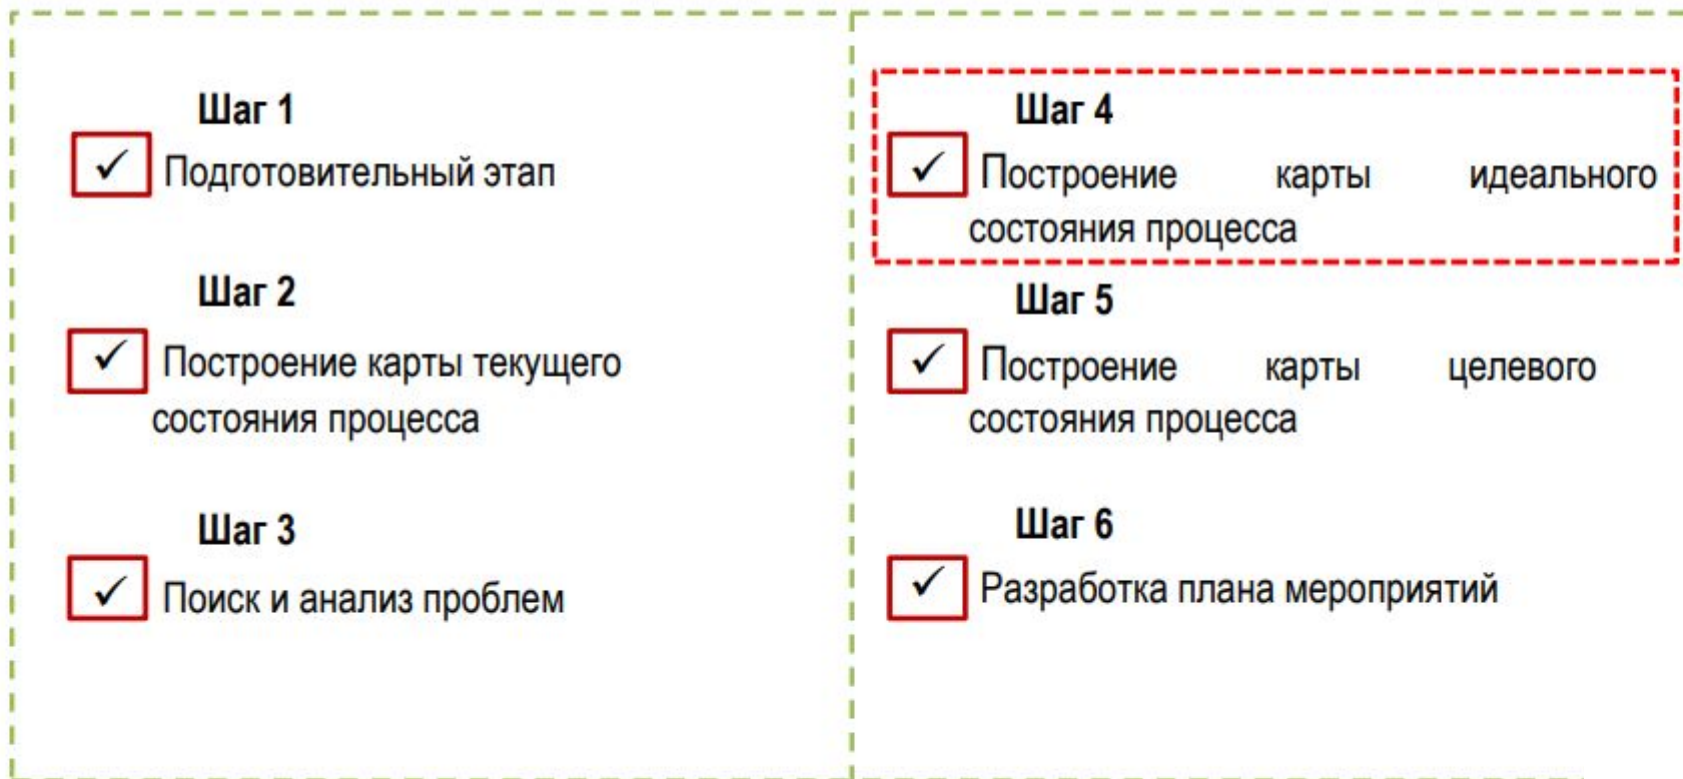 Шаг 1
✓ Подготовительный этап
Шаг 2
✓ Построение карты текущего
состояния процесса
Шаг 3
✓ Поиск и анализ проблем
Шаг 4
✓ Построение карты идеального
состояния процесса
Шаг 5
✓ Построение карты целевого
состояния процесса
Шаг 6
✓ Разработка плана мероприятий